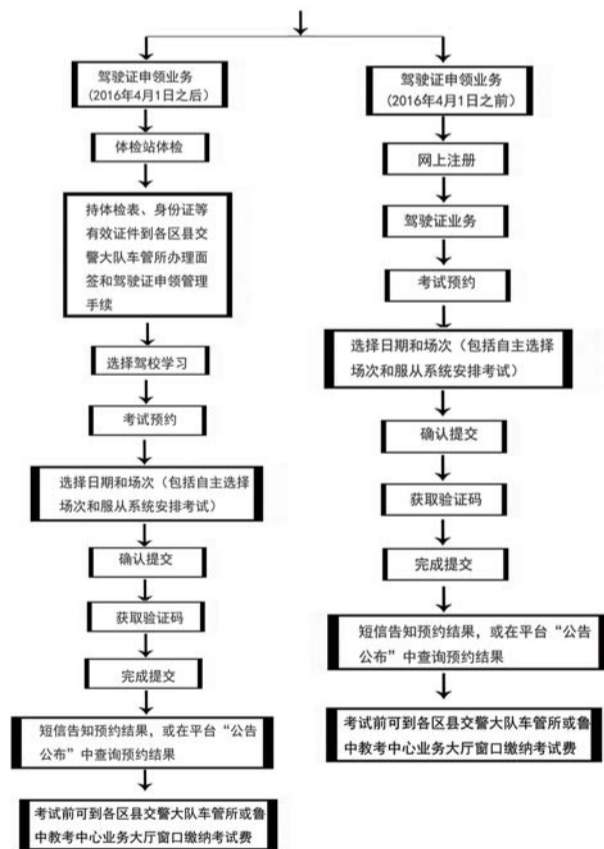 驾驶证申领业务
(2016年4月1日之后)
体检站体检
持体检表、身份证等
有效证件到各区县交
警大队车管所办理面
签和驾驶证申领管理
手续
选择驾校学习
考试预约
选择日期和场次（包括自主选择
场次和服从系统安排考试）
确认提交
获取验证码
完成提交
短信告知预约结果，或在平台“公告
公布”中查询预约结果
考试前可到各区县交警大队车管所或鲁
中教考中心业务大厅窗口缴纳考试费
驾驶证申领业务
(2016年4月1日之前)
网上注册
驾驶证业务
考试预约
选择日期和场次（包括自主选择
场次和服从系统安排考试）
确认提交
获取验证码
完成提交
短信告知预约结果，或在平台“公告
公布”中查询预约结果
考试前可到各区县交警大队车管所或鲁
中教考中心业务大厅窗口缴纳考试费